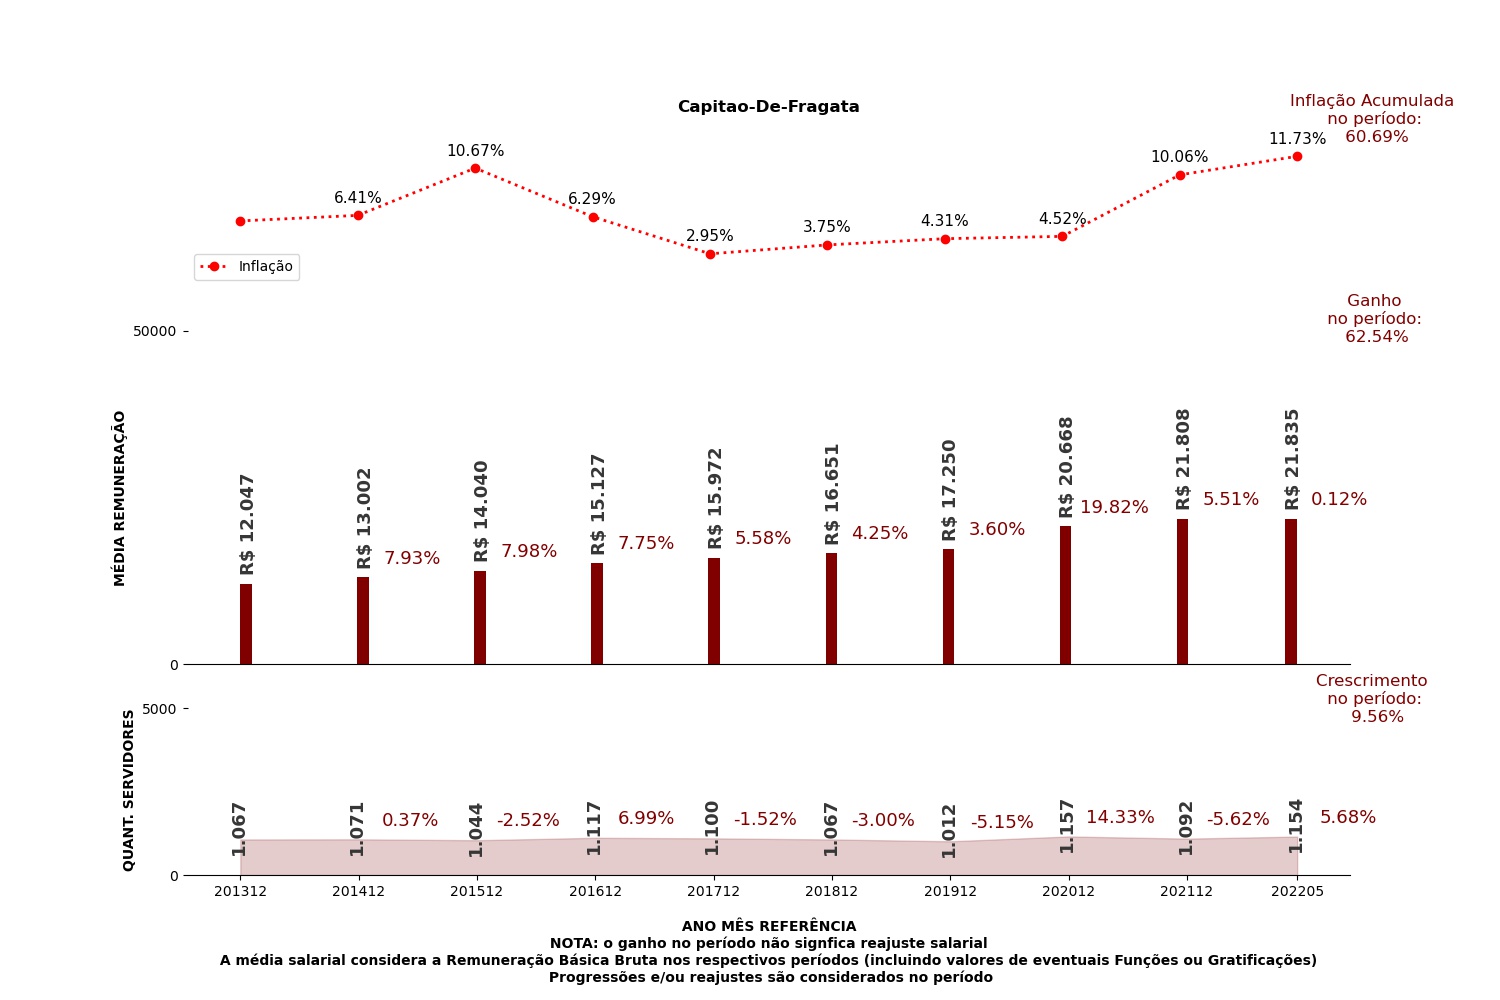 Capitao-De-Fragata
Inflação Acumulada
no período:
60.69%
6.41%
10.67%
6.29%
2.95%
3.75%
4.31%
4.52%
10.06%
11.73%
Inflação
Ganho
no período:
62.54%
50000
0
MÉDIA REMUNERAÇÃO
R$ 12.047
R$ 13.002
R$ 14.040
R$ 15.127
R$ 15.972
R$ 16.651
R$ 17.250
R$ 20.668
R$ 21.808
R$ 21.835
7.93%
7.98%
7.75%
5.58%
4.25%
3.60%
19.82%
5.51%
0.12%
Crescrimento
no período:
9.56%
5000
0
QUANT. SERVIDORES
1.067
1.071
1.044
1.117
1.100
1.067
1.012
1.157
1.092
1.154
0.37%
-2.52%
6.99%
-1.52%
-3.00%
-5.15%
14.33%
-5.62%
5.68%
201312
201412
201512
201612
201712
201812
201912
202012
202112
202205
ANO MÊS REFERÊNCIA
NOTA: o ganho no período não signfica reajuste salarial
A média salarial considera a Remuneração Básica Bruta nos respectivos períodos (incluindo valores de eventuais Funções ou Gratificações)
Progressões e/ou reajustes são considerados no período